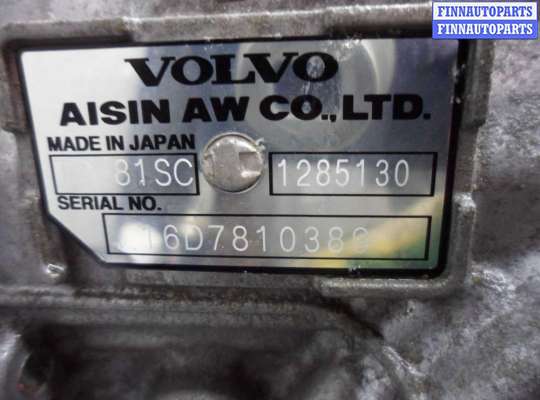 FINNAUTOPARTS
FINNAUTOPARTS
VOLVO
AISIN AW CO., LTD.
MADE IN JAPAN
81SC 1285130
SERIAL NO.